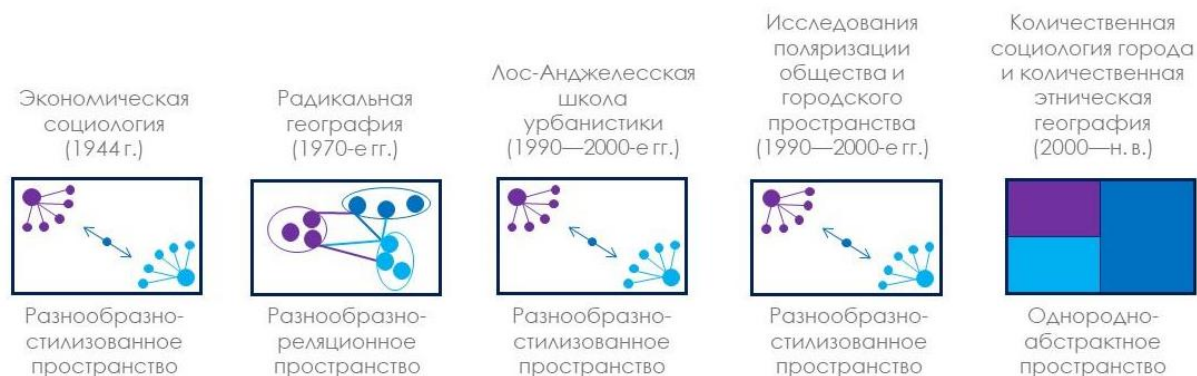 Экономическая
социология
(1944 г.)
Радикальная
география
(1970-е гг.)
Лос-Анджелесская
школа
урбанистики
(1990—2000-е гг.)
Исследования
поляризации
общества и
городского
пространства
(1990—2000-е гг.)
Количественная
социология города
и количественная
этническая
география
(2000—н. в.)
Разнообразно-
стилизованное
пространство
Разнообразно-
реляционное
пространство
Разнообразно-
стилизованное
пространство
Разнообразно-
стилизованное
пространство
Однородно-
абстрактное
пространство